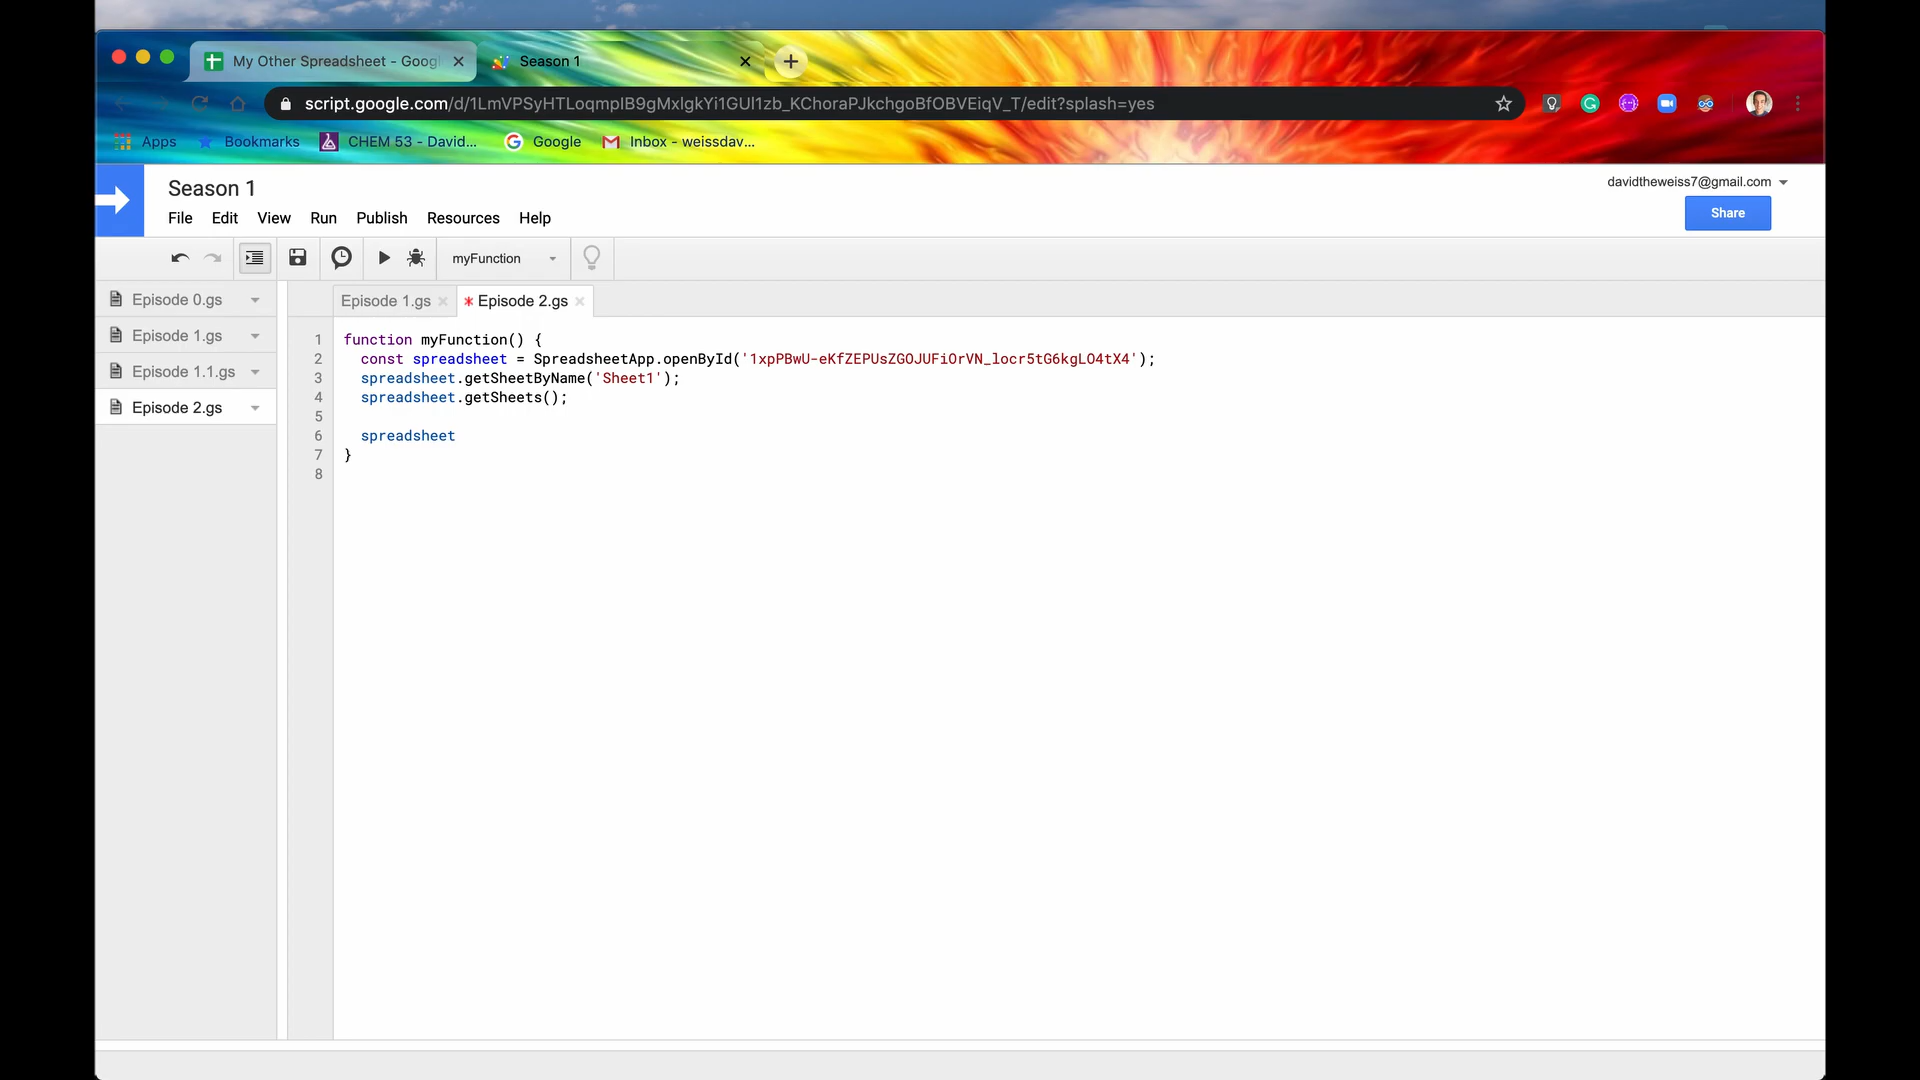 My Other Spreadsheet - Goog
Season 1
script.google.com/d/1LmVPSyHTLoqmpIB9gMxlgkYi1GUl1zb_KChoraPJkchgoBfOBVEiqV_T/edit?splash=yes
Apps
Bookmarks
CHEM 53 - David...
Google
Inbox - weissdav...
Season 1
davidtheweiss7@gmail.com
File Edit View Run Publish Resources Help
Share
myFunction
Episode 0.gs
Episode 1.gs
Episode 1.1.gs
Episode 2.gs
Episode 1.gs
* Episode 2.gs
1 function myFunction() {
2 const spreadsheet = SpreadsheetApp.openById('1xpPBwU-eKfZEPUsZGOJUFiOrVN_locr5tG6kgLO4tX4');
3 spreadsheet.getSheetByName('Sheet1');
4 spreadsheet.getSheets();
5
6 spreadsheet
7 }
8